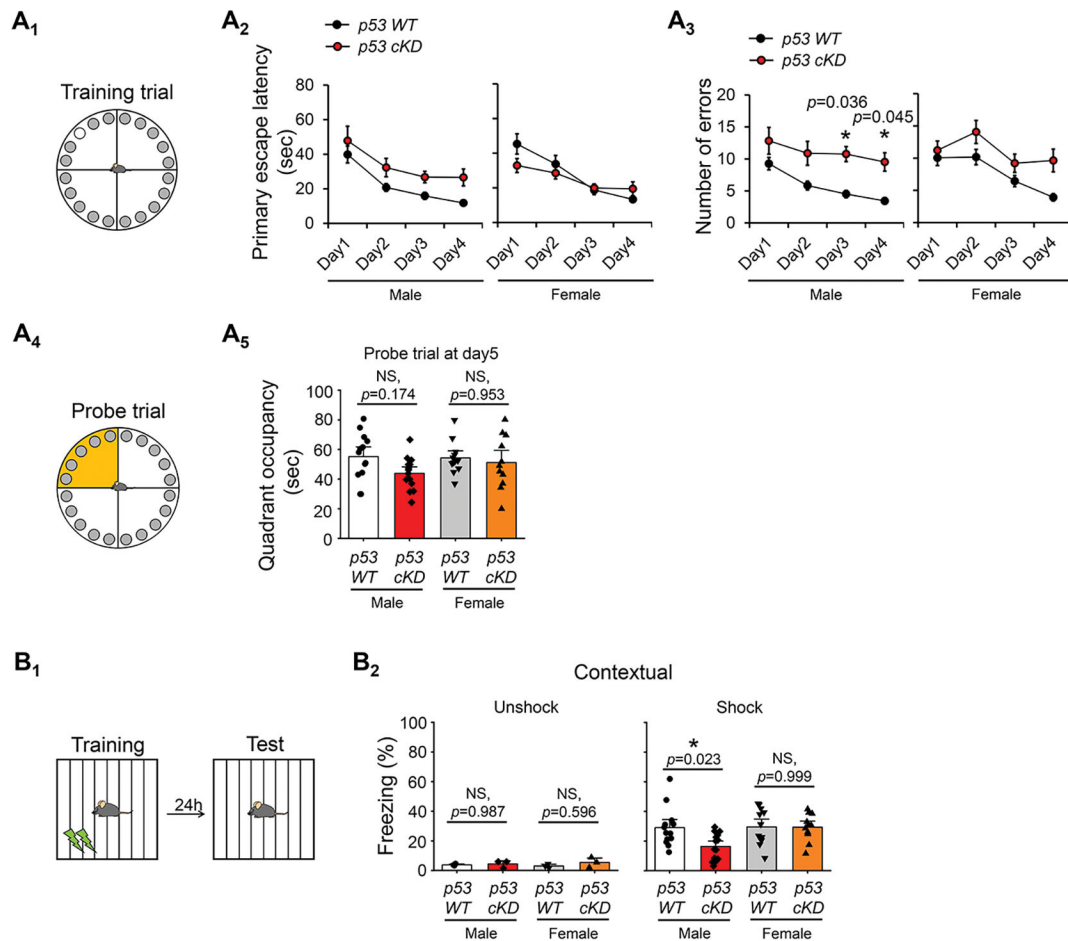 A1
Training trial
A2
p53 WT
p53 cKD
Primary escape latency
(sec)
80
60
40
20
0
Day1
Day2
Day3
Day4
Male
Day1
Day2
Day3
Day4
Female
A3
p53 WT
p53 cKD
Number of errors
20
15
10
5
0
p=0.036
*
p=0.045
*
Day1
Day2
Day3
Day4
Male
Day1
Day2
Day3
Day4
Female
A4
Probe trial
A5
Probe trial at day5
Quadrant occupancy
(sec)
100
80
60
40
20
0
NS,
p=0.174
NS,
p=0.953
p53
WT
p53
cKD
p53
WT
p53
cKD
Male
Female
B1
Training
24h
Test
B2
Contextual
Unshock
Freezing (%)
100
80
60
40
20
0
NS,
p=0.987
NS,
p=0.596
p53
WT
p53
cKD
p53
WT
p53
cKD
Male
Female
Shock
*
p=0.023
NS,
p=0.999
p53
WT
p53
cKD
p53
WT
p53
cKD
Male
Female